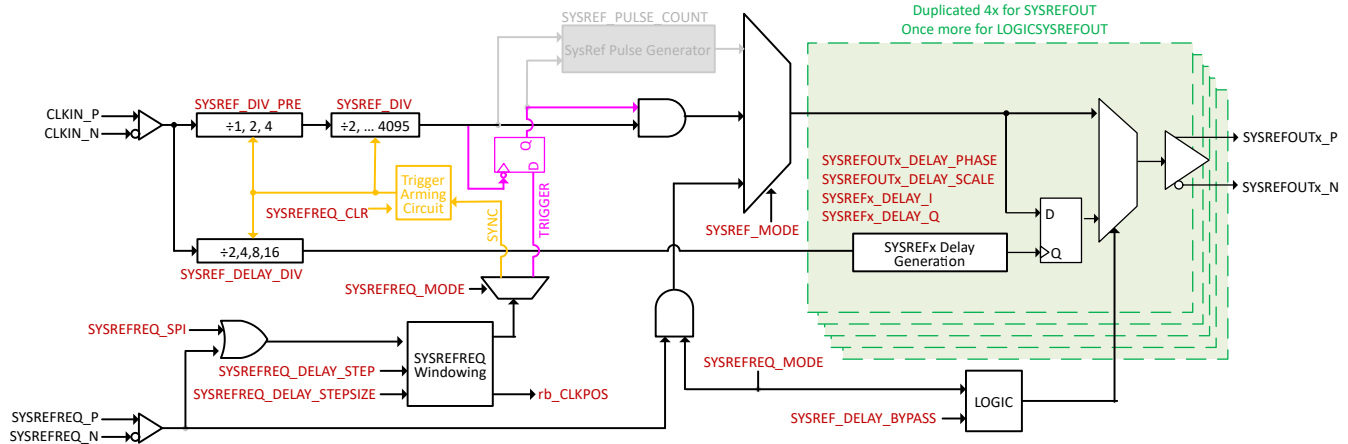 Duplicated 4x for SYSREFOUT
Once more for LOGICSYSREFOUT
SYSREF_PULSE_COUNT
SysRef Pulse Generator
CLKIN_P
CLKIN_N
SYSREF_DIV_PRE
÷1, 2, 4
SYSREF_DIV
÷2, ... 4095
Q
D
TRIGGER
SYNC
Trigger
Arming
Circuit
SYSREFREQ_CLR
÷2,4,8,16
SYSREF_DELAY_DIV
SYSREF_MODE
SYSREFOUTx_DELAY_PHASE
SYSREFOUTx_DELAY_SCALE
SYSREFx_DELAY_I
SYSREFx_DELAY_Q
SYSREFx Delay
Generation
D
Q
SYSREFOUTx_P
SYSREFOUTx_N
SYSREFREQ_MODE
SYSREFREQ_SPI
SYSREFREQ
Windowing
SYSREFREQ_DELAY_STEP
SYSREFREQ_DELAY_STEPSIZE
rb_CLKPOS
SYSREFREQ_MODE
SYSREF_DELAY_BYPASS
LOGIC
SYSREFREQ_P
SYSREFREQ_N